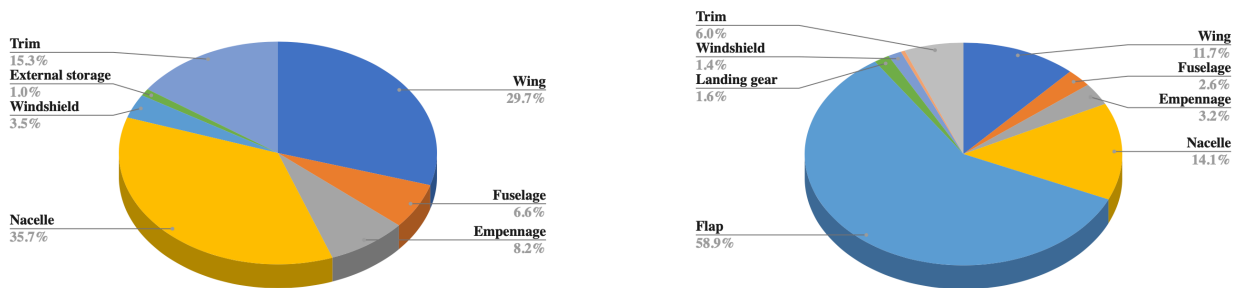 Trim
15.3%
External storage
1.0%
Windshield
3.5%
Nacelle
35.7%
Wing
29.7%
Fuselage
6.6%
Empennage
8.2%
Trim
6.0%
Windshield
1.4%
Landing gear
1.6%
Flap
58.9%
Wing
11.7%
Fuselage
2.6%
Empennage
3.2%
Nacelle
14.1%